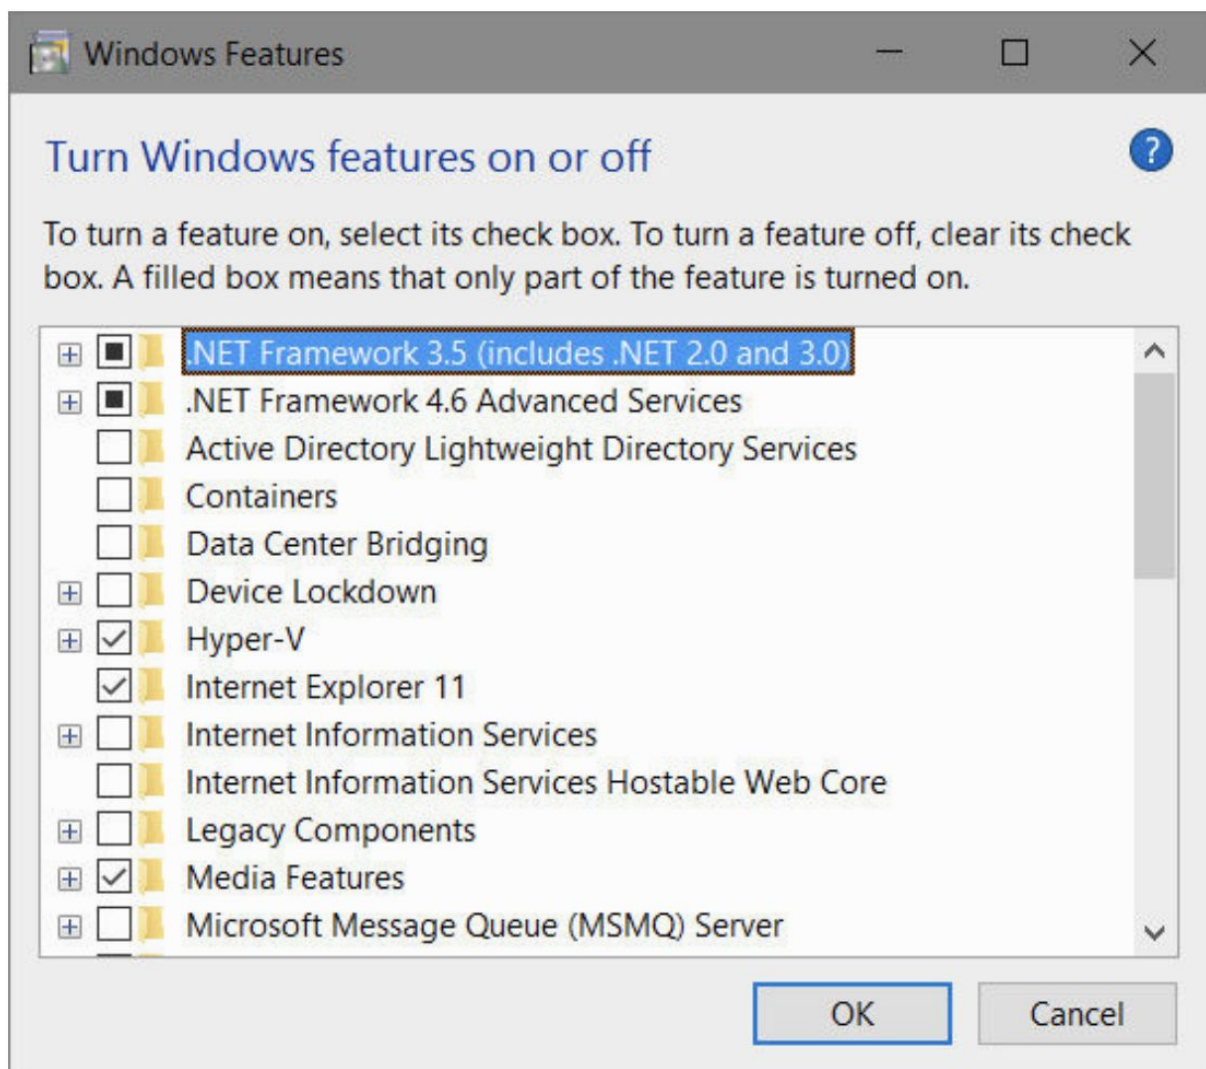 Windows Features
Turn Windows features on or off
?
To turn a feature on, select its check box. To turn a feature off, clear its check
box. A filled box means that only part of the feature is turned on.
.NET Framework 3.5 (includes .NET 2.0 and 3.0)
.NET Framework 4.6 Advanced Services
Active Directory Lightweight Directory Services
Containers
Data Center Bridging
Device Lockdown
Hyper-V
Internet Explorer 11
Internet Information Services
Internet Information Services Hostable Web Core
Legacy Components
Media Features
Microsoft Message Queue (MSMQ) Server
OK
Cancel